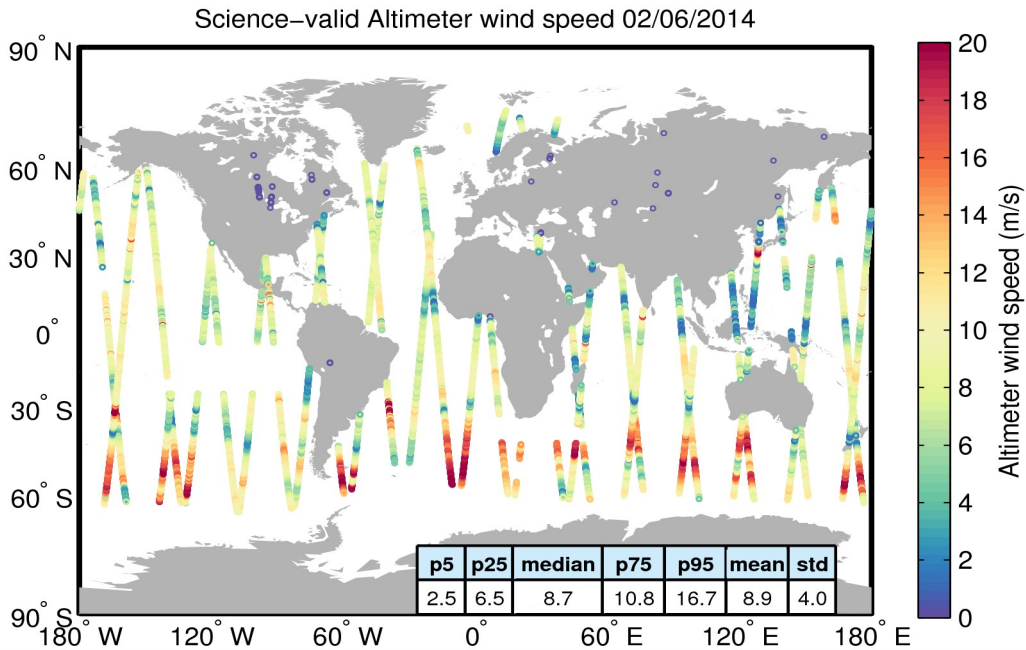 Science−valid Altimeter wind speed 02/06/2014
90° N
60° N
30° N
0°
30° S
60° S
90° S
180° W
120° W
60° W
0°
60° E
120° E
180° E
p5 p25 median p75 p95 mean std
2.5 6.5 8.7 10.8 16.7 8.9 4.0
20
18
16
14
12
10
8
6
4
2
0
Altimeter wind speed (m/s)